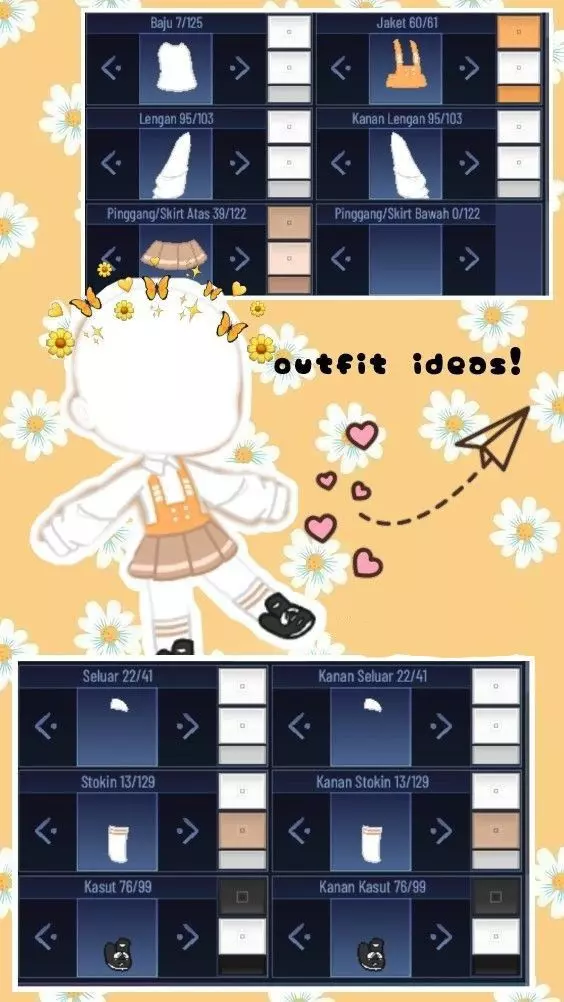 Baju 7/125
Jaket 60/61
Lengan 95/103
Kanan Lengan 95/103
Pinggang/Skirt Atas 39/122
Pinggang/Skirt Bawah 0/122
outfit ideas!
Seluar 22/41
Kanan Seluar 22/41
Stokin 13/129
Kanan Stokin 13/129
Kasut 76/99
Kanan Kasut 76/99